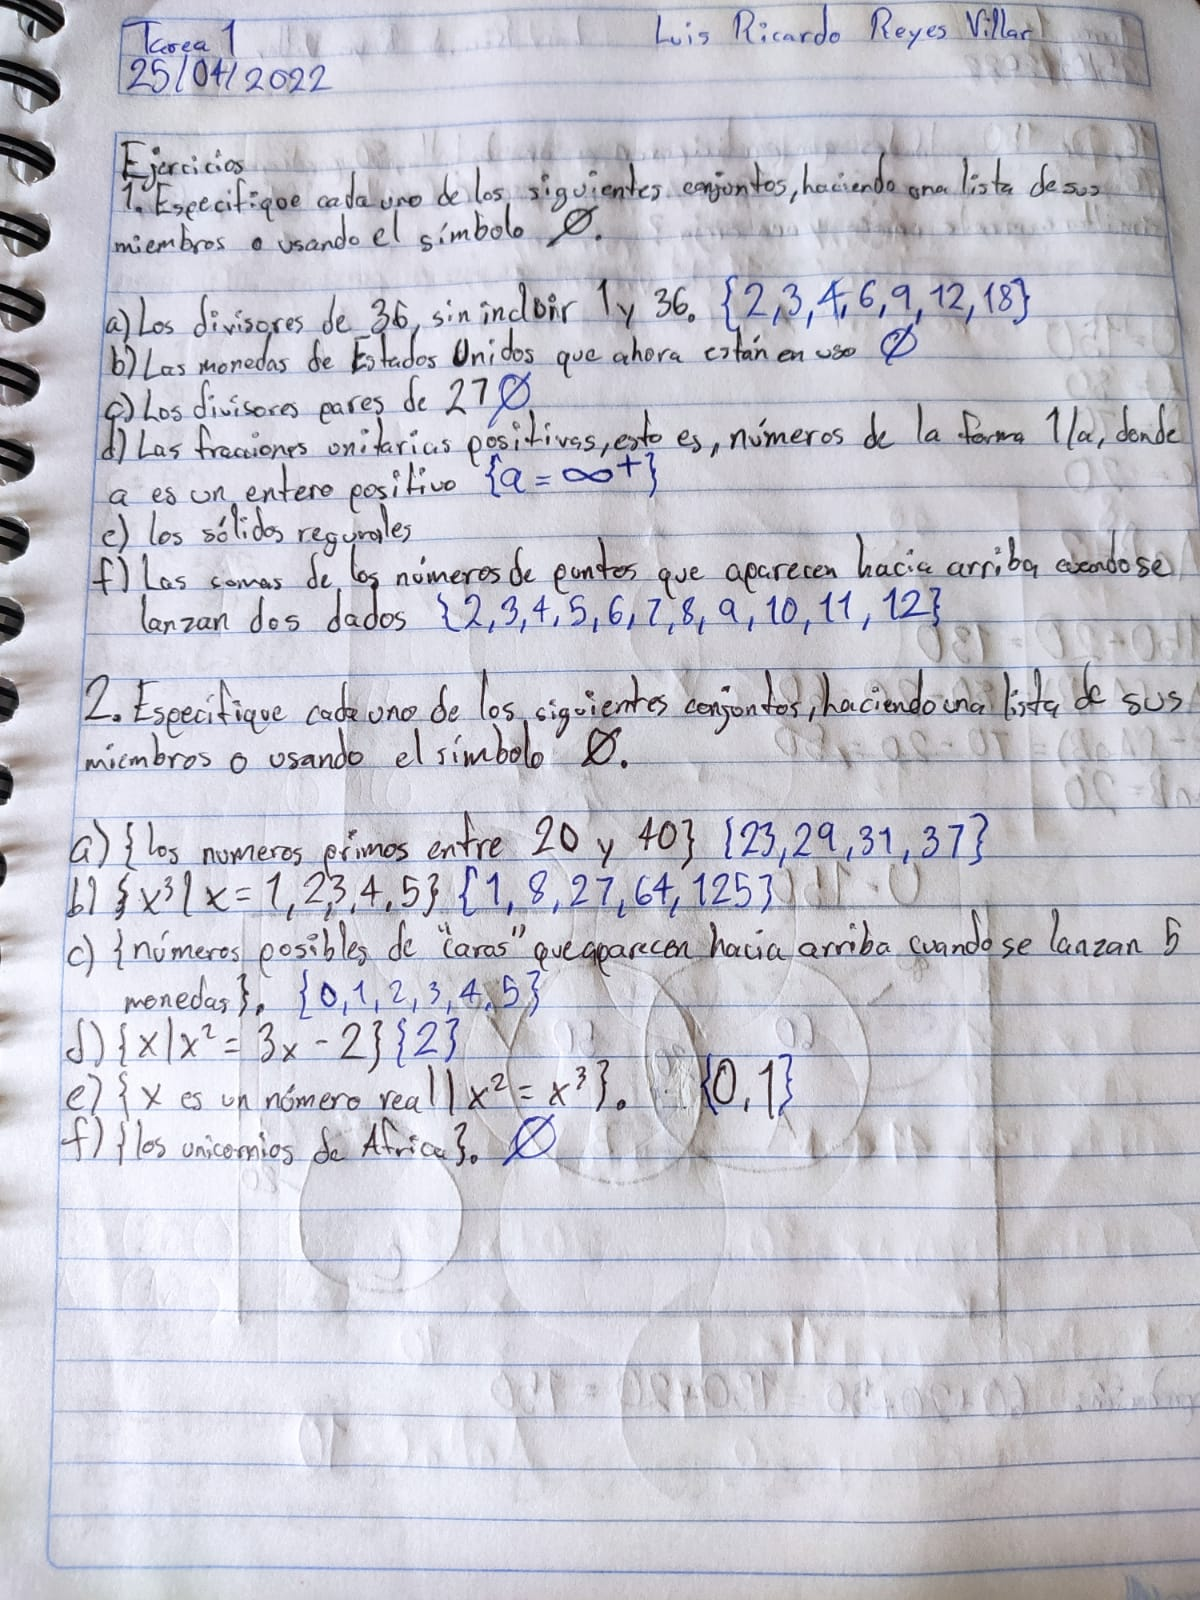 Tarea 1 Luis Ricardo Reyes Villar
25/04/2022
Ejercicios
1. Especifique cada uno de los siguientes conjuntos, haciendo una lista de sus
miembros o usando el símbolo Ø.
a) Los divisores de 36, sin incluir 1 y 36. {2,3,4,6,9,12,18}
b) Las monedas de Estados Unidos que ahora están en uso Ø
c) Los divisores pares de 27 Ø
d) Las fracciones unitarias positivas, esto es, números de la forma 1/a, donde
a es un entero positivo {a = ∞+}
e) los sólidos regurales
f) Las somas de los números de puntos que aparecen hacia arriba cuando se
lanzan dos dados {2,3,4,5,6,7,8,9,10,11,12}
2. Especifique cada uno de los siguientes conjuntos, haciendo una lista de sus
miembros o usando el símbolo Ø.
a) {los numeros primos entre 20 y 40} {23,29,31,37}
b) {x³|x = 1,2,3,4,5} {1,8,27,64,125}
c) {números posibles de "caras" que aparecen hacia arriba cuando se lanzan 5
monedas}. {0,1,2,3,4,5}
d) {x|x² = 3x - 2} {2}
e) {x es un número real|x² = x³}. {0,1}
f) {los unicornios de Africa}. Ø